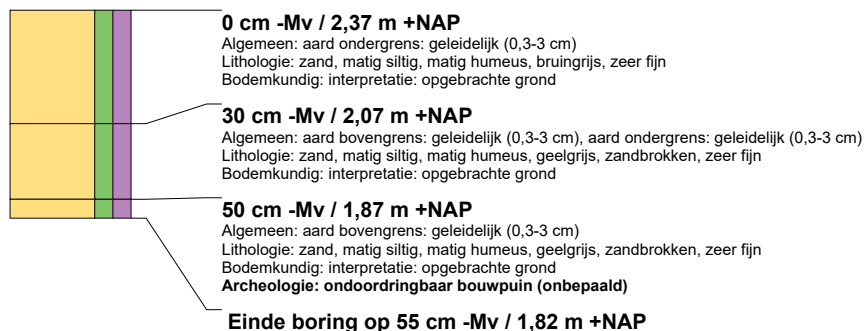 0 cm -Mv / 2,37 m +NAP
Algemeen: aard ondergrens: geleidelijk (0,3-3 cm)
Lithologie: zand, matig siltig, matig humeus, bruingrijs, zeer fijn
Bodemkundig: interpretatie: opgebrachte grond
30 cm -Mv / 2,07 m +NAP
Algemeen: aard bovengrens: geleidelijk (0,3-3 cm), aard ondergrens: geleidelijk (0,3-3 cm)
Lithologie: zand, matig siltig, matig humeus, geelgrijs, zandbrokken, zeer fijn
Bodemkundig: interpretatie: opgebrachte grond
50 cm -Mv / 1,87 m +NAP
Algemeen: aard bovengrens: geleidelijk (0,3-3 cm)
Lithologie: zand, matig siltig, matig humeus, geelgrijs, zandbrokken, zeer fijn
Bodemkundig: interpretatie: opgebrachte grond
Archeologie: ondoordringbaar bouwpuin (onbepaald)
Einde boring op 55 cm -Mv / 1,82 m +NAP